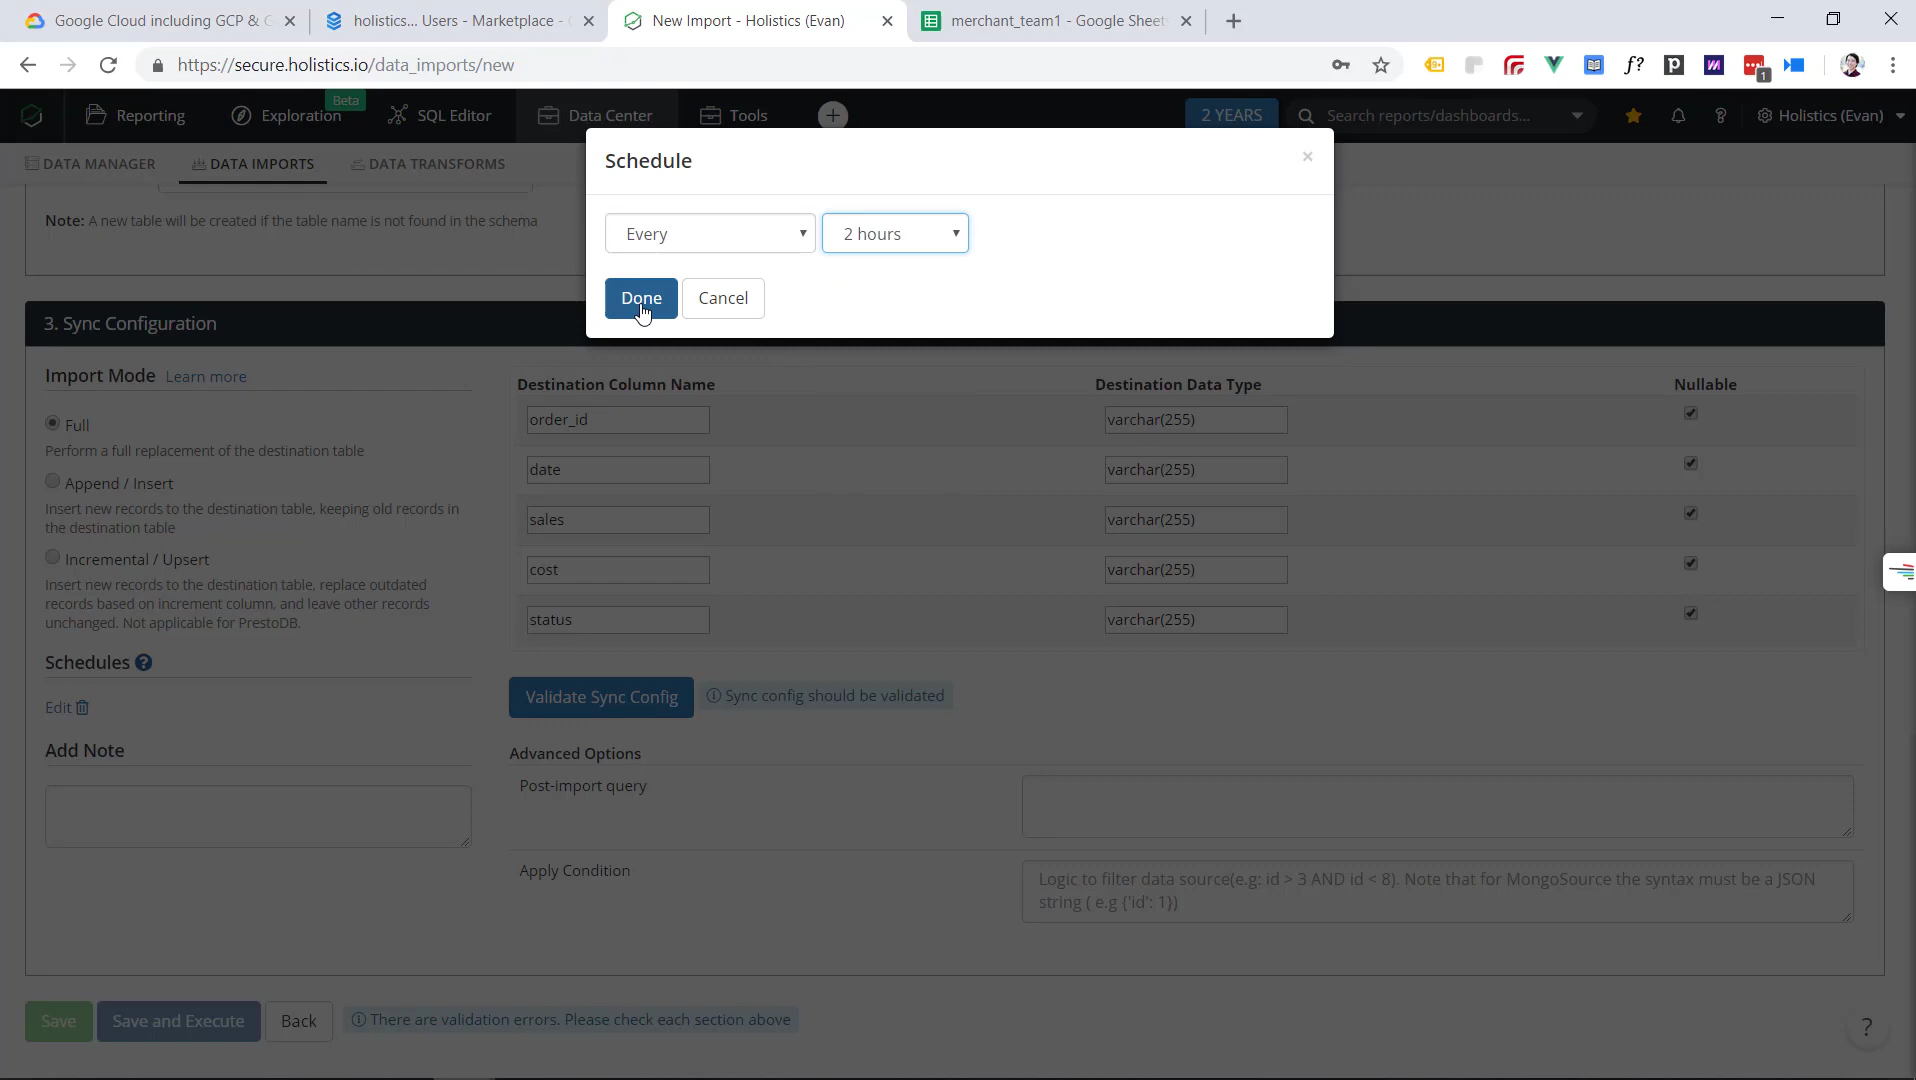 Google Cloud including GCP & G
holistics... Users - Marketplace - G
New Import - Holistics (Evan)
merchant_team1 - Google Sheets
https://secure.holistics.io/data_imports/new
9+
f?
p
1
Reporting
Exploration
Beta
SQL Editor
Data Center
Tools
2 YEARS
Search reports/dashboards...
?
Holistics (Evan)
DATA MANAGER
DATA IMPORTS
DATA TRANSFORMS
Schedule
×
Every
2 hours
Done
Cancel
Note: A new table will be created if the table name is not found in the schema
3. Sync Configuration
Import Mode Learn more
Full
Perform a full replacement of the destination table
Append / Insert
Insert new records to the destination table, keeping old records in
the destination table
Incremental / Upsert
Insert new records to the destination table, replace outdated
records based on increment column, and leave other records
unchanged. Not applicable for PrestoDB.
Schedules ?
Edit
Add Note
Destination Column Name
Destination Data Type
Nullable
order_id
varchar(255)
date
varchar(255)
sales
varchar(255)
cost
varchar(255)
status
varchar(255)
Validate Sync Config
Sync config should be validated
Advanced Options
Post-import query
Apply Condition
Logic to filter data source(e.g: id > 3 AND id < 8). Note that for MongoSource the syntax must be a JSON
string ( e.g {'id': 1})
Save
Save and Execute
Back
There are validation errors. Please check each section above
?